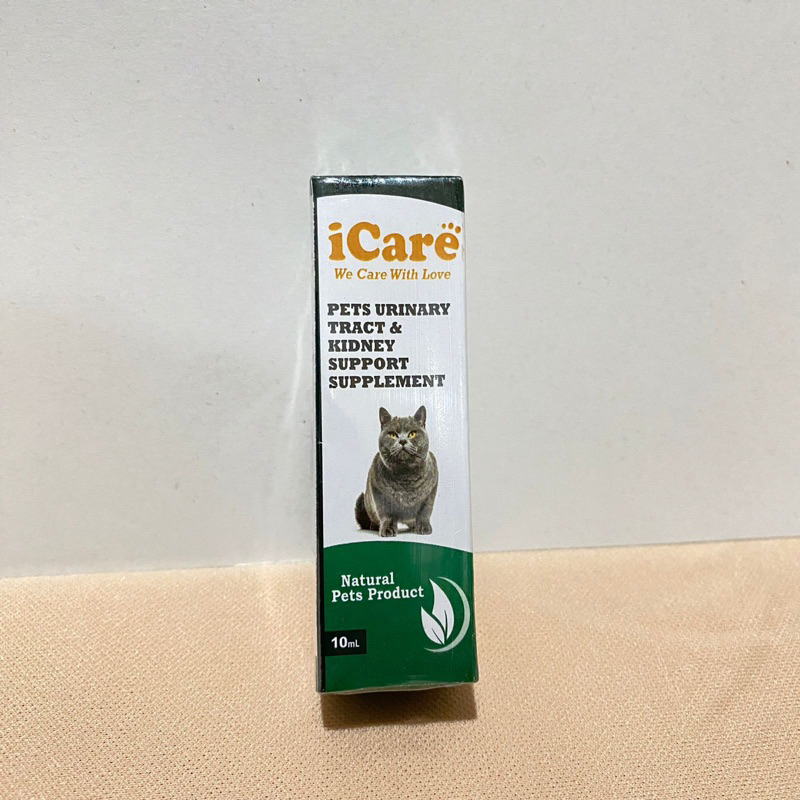 iCare
We Care With Love
PETS URINARY
TRACT &
KIDNEY
SUPPORT
SUPPLEMENT
Natural
Pets Product
10mL